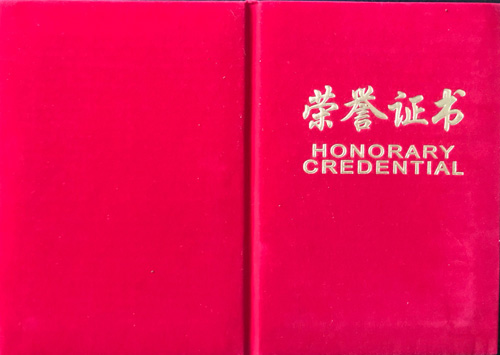 荣誉证书
HONORARY
CREDENTIAL